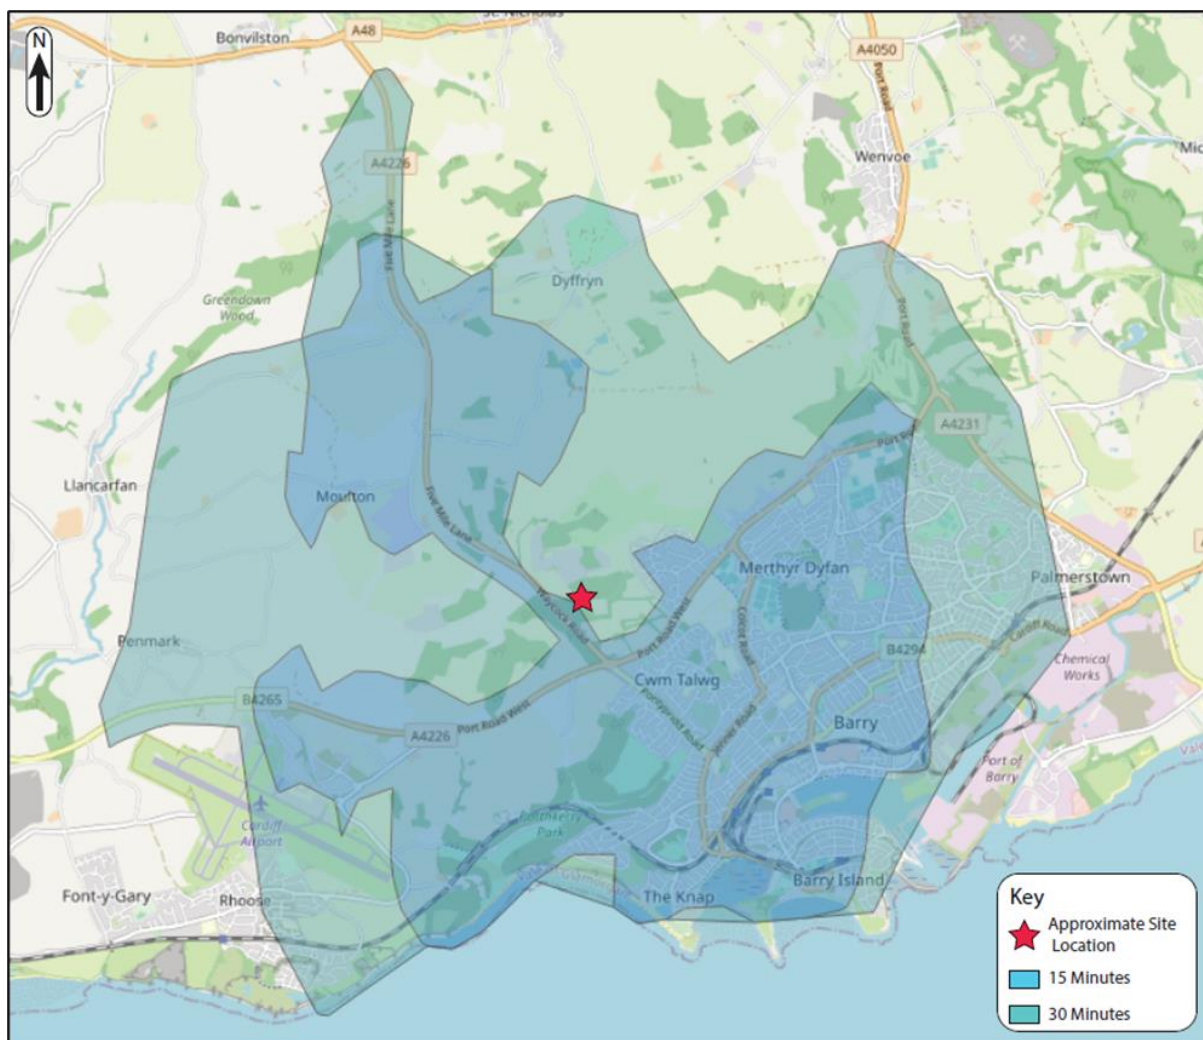 St. Nicholas
Bonvilston
A48
N
A4050
Port Road
A4226
Wenvoe
Five Mile Lane
Dyffryn
Greendown
Wood
Port Road
A4231
Llancarfan
Moulton
Five Mile Lane
Merthyr Dyfan
Palmerstown
Waycock Road
Port Road West
Colcot Road
Cardiff Road
Penmark
B4294
Cwm Talwg
Chemical
Works
B4265
Port Road West
Pontypridd Road
Barry
A4226
Jenner Road
Port of
Barry
Porthkerry
Park
Cardiff
Airport
Font-y-Gary
Rhoose
The Knap
Barry Island
Key
Approximate Site
Location
15 Minutes
30 Minutes